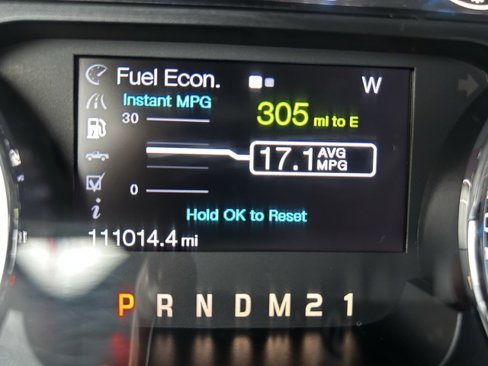 Fuel Econ. W
Instant MPG
305 mi to E
30
17.1 AVG MPG
0
i
Hold OK to Reset
111014.4 mi
P R N D M 2 1